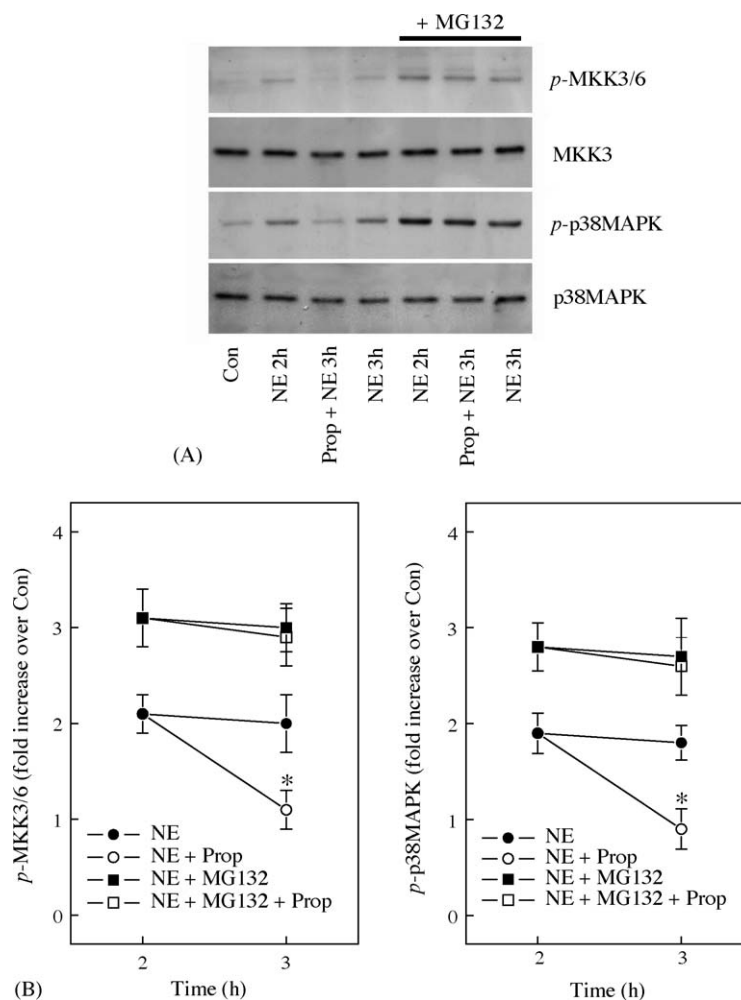 + MG132
p-MKK3/6
MKK3
p-p38MAPK
p38MAPK
Con
NE 2h
Prop + NE 3h
NE 3h
NE 2h
Prop + NE 3h
NE 3h
(A)
p-MKK3/6 (fold increase over Con)
4
3
2
1
0
*
NE
NE + Prop
NE + MG132
NE + MG132 + Prop
2
3
Time (h)
p-p38MAPK (fold increase over Con)
4
3
2
1
0
*
NE
NE + Prop
NE + MG132
NE + MG132 + Prop
2
3
Time (h)
(B)